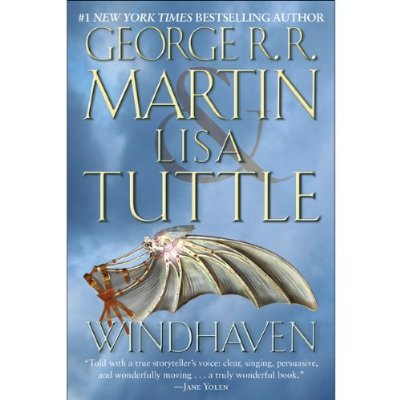 #1 NEW YORK TIMES BESTSELLING AUTHOR
GEORGE R. R.
MARTIN
&
LISA
TUTTLE
WINDHAVEN
"Told with a true storyteller's voice: clear, singing, persuasive,
and wonderfully moving . . . a truly wonderful book."
—JANE YOLEN